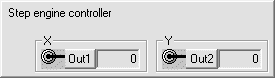 Step engine controller
X Y
Out1 0 Out2 0